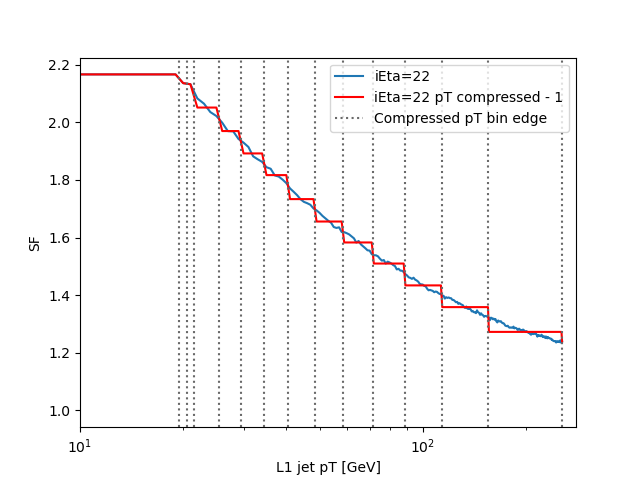 iEta=22
iEta=22 pT compressed - 1
Compressed pT bin edge
SF
2.2
2.0
1.8
1.6
1.4
1.2
1.0
10¹ 10²
L1 jet pT [GeV]